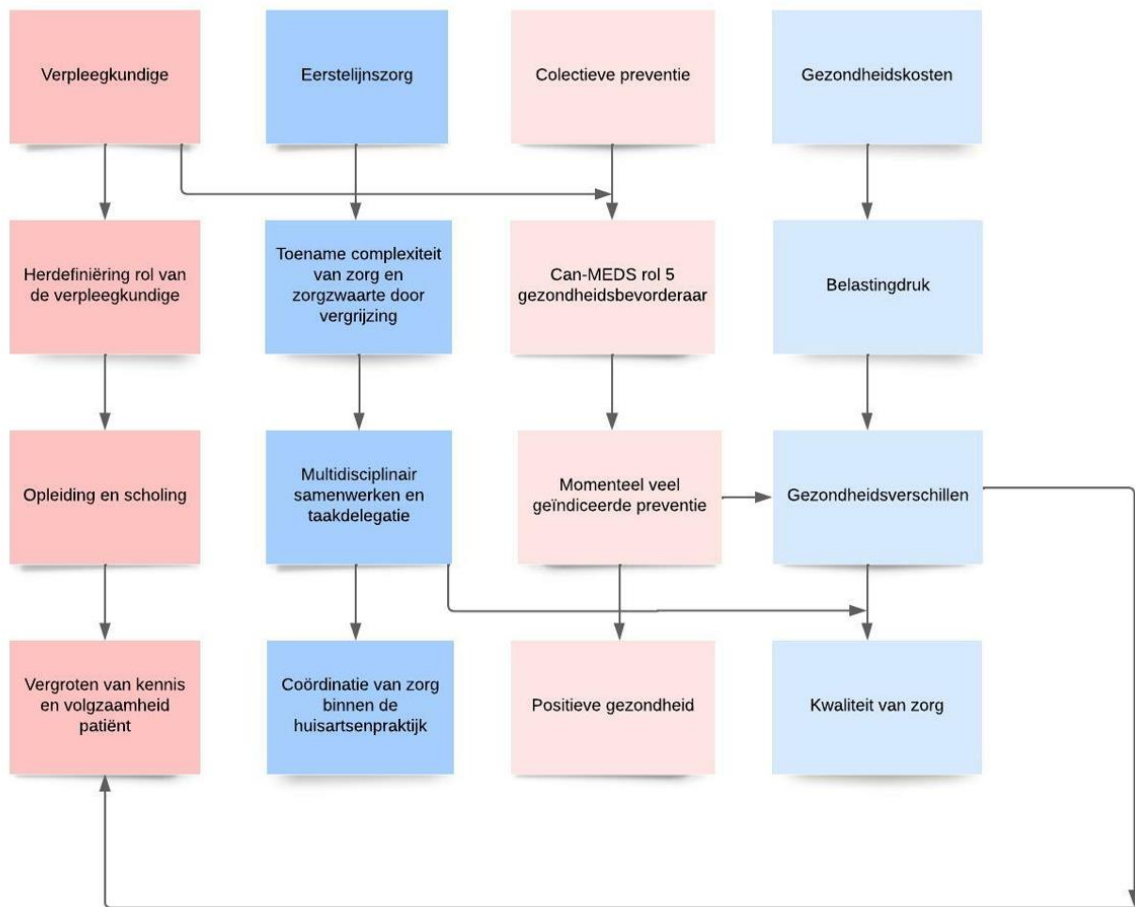 Verpleegkundige
Eerstelijnszorg
Colectieve preventie
Gezondheidskosten
Herdefiniëring rol van
de verpleegkundige
Toename complexiteit
van zorg en
zorgzwaarte door
vergrijzing
Can-MEDS rol 5
gezondheidsbevorderaar
Belastingdruk
Opleiding en scholing
Multidisciplinair
samenwerken en
taakdelegatie
Momenteel veel
geïndiceerde preventie
Gezondheidsverschillen
Vergroten van kennis
en volgzaamheid
patiënt
Coördinatie van zorg
binnen de
huisartsenpraktijk
Positieve gezondheid
Kwaliteit van zorg